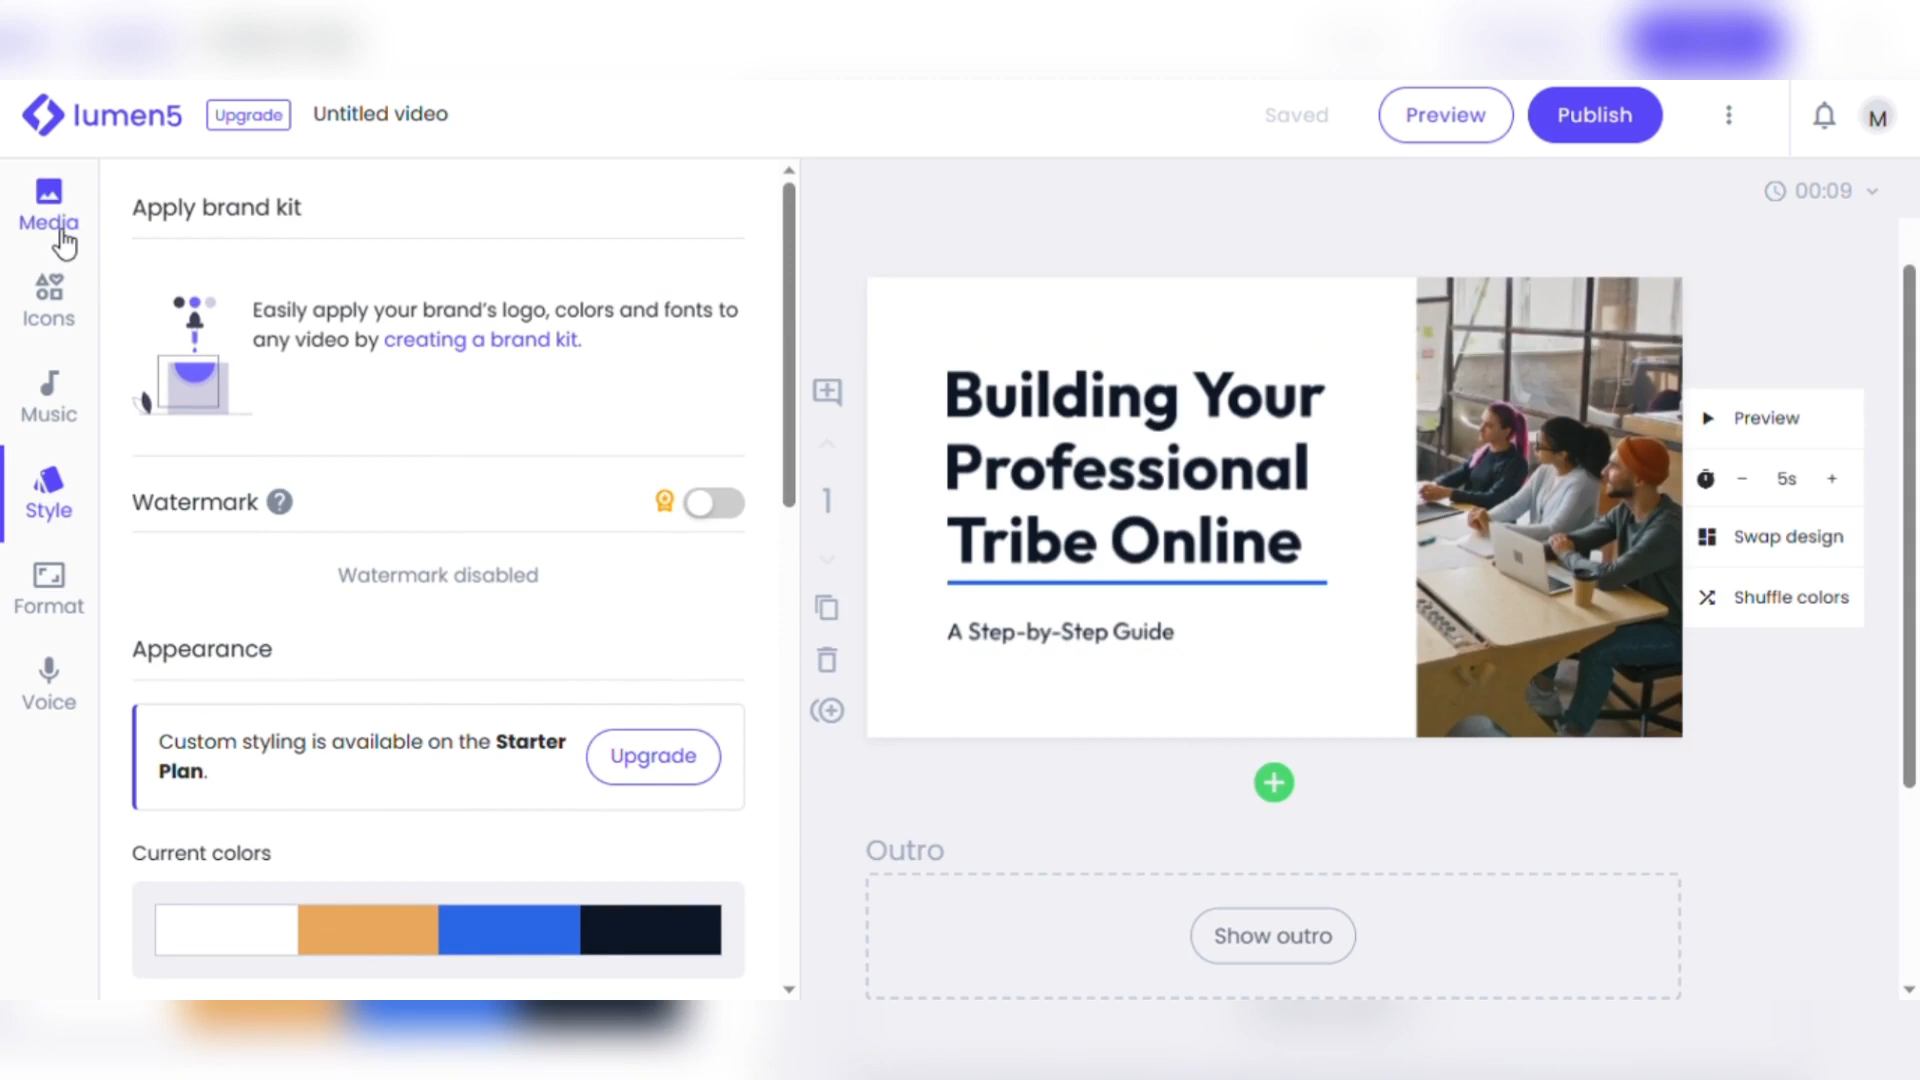 lumen5
Upgrade
Untitled video
Saved
Preview
Publish
M
Media
Icons
Music
Style
Format
Voice
Apply brand kit
Easily apply your brand's logo, colors and fonts to
any video by creating a brand kit.
Watermark ?
Watermark disabled
Appearance
Custom styling is available on the Starter
Plan.
Upgrade
Current colors
00:09
1
Building Your
Professional
Tribe Online
A Step-by-Step Guide
Preview
− 5s +
Swap design
Shuffle colors
Outro
Show outro